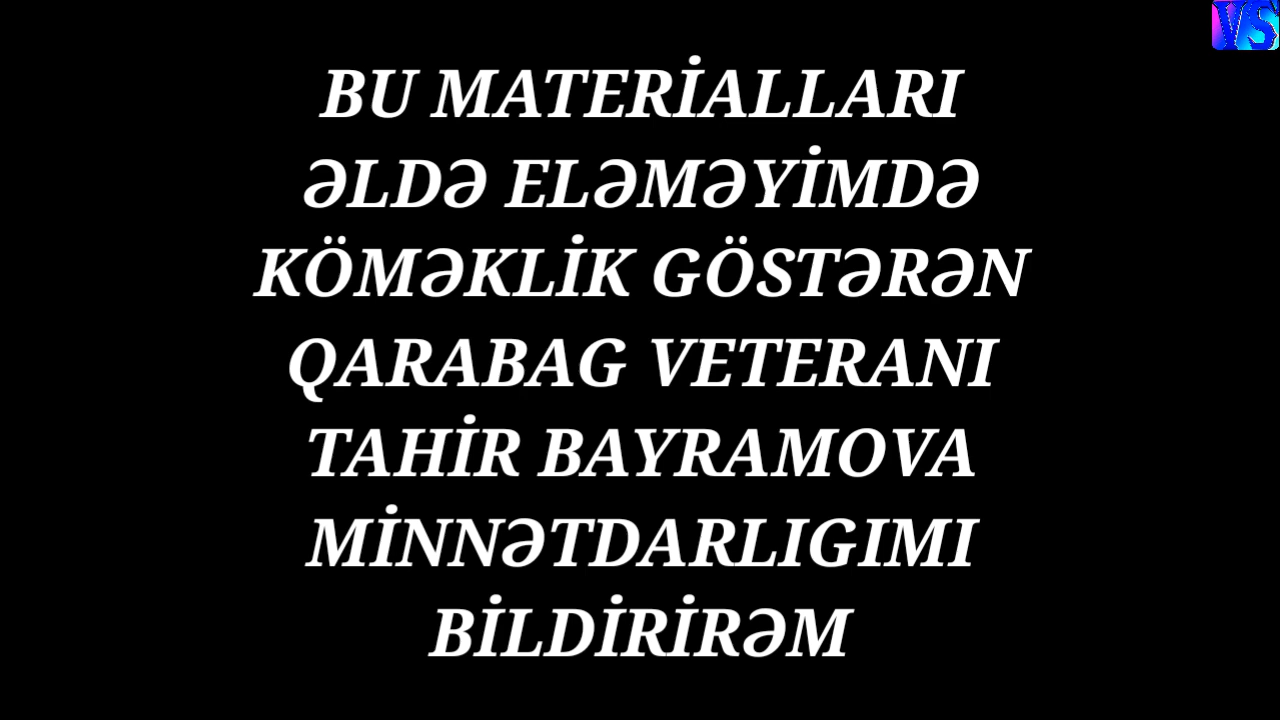 VS
BU MATERİALLARI
ƏLDƏ ELƏMƏYİMDƏ
KÖMƏKLİK GÖSTƏRƏN
QARABAG VETERANI
TAHİR BAYRAMOVA
MİNNƏTDARLIGIMI
BİLDİRİRƏM